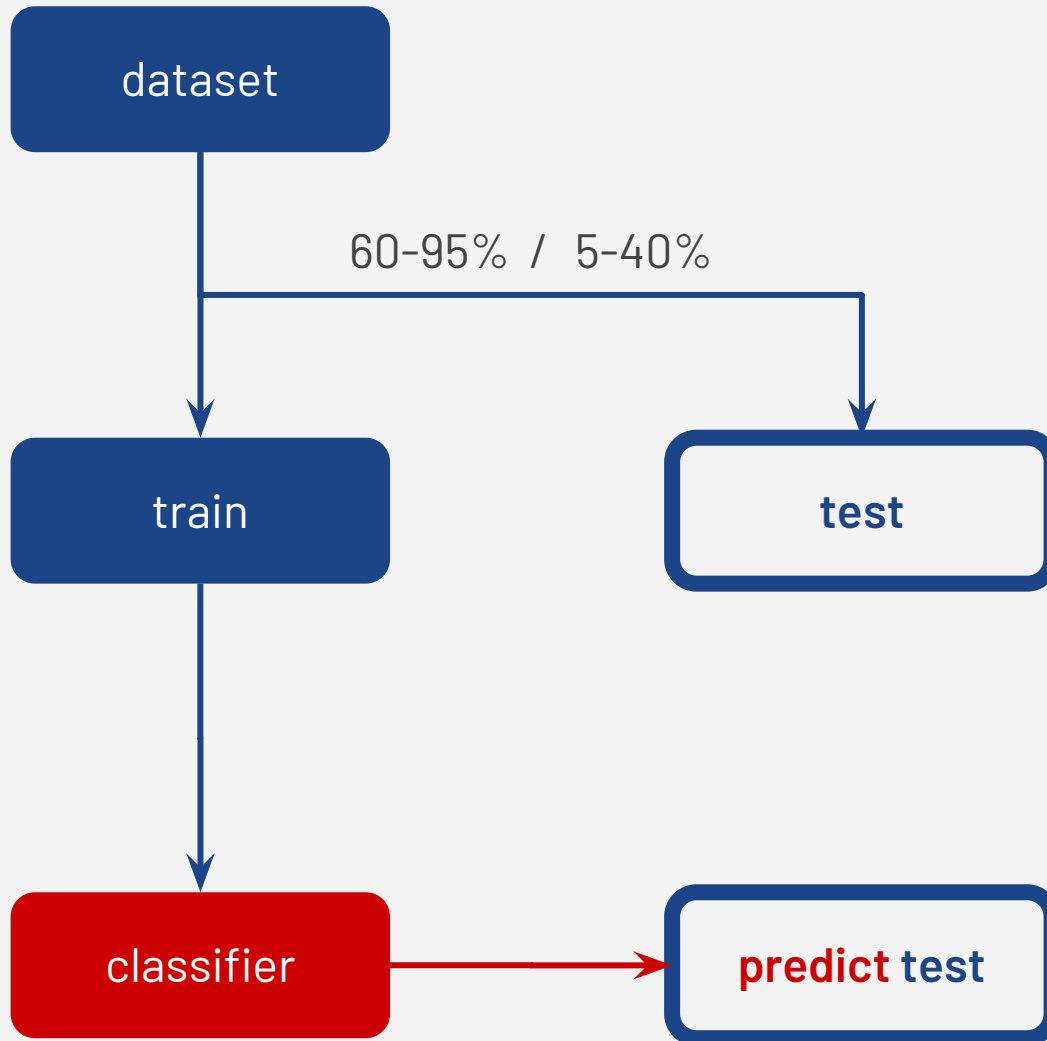 dataset
60-95% / 5-40%
train
test
classifier
predict test